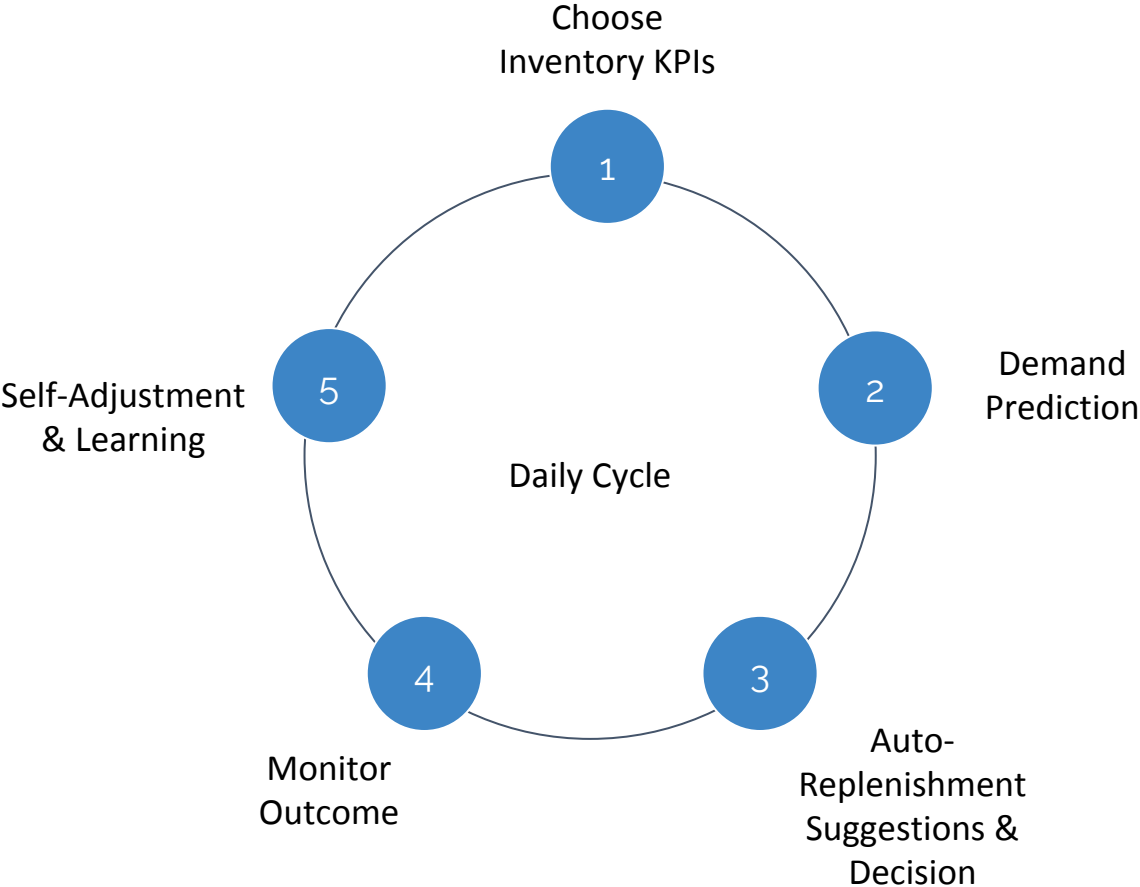 Choose
Inventory KPIs
1
2
Demand
Prediction
3
Auto-
Replenishment
Suggestions &
Decision
4
Monitor
Outcome
5
Self-Adjustment
& Learning
Daily Cycle